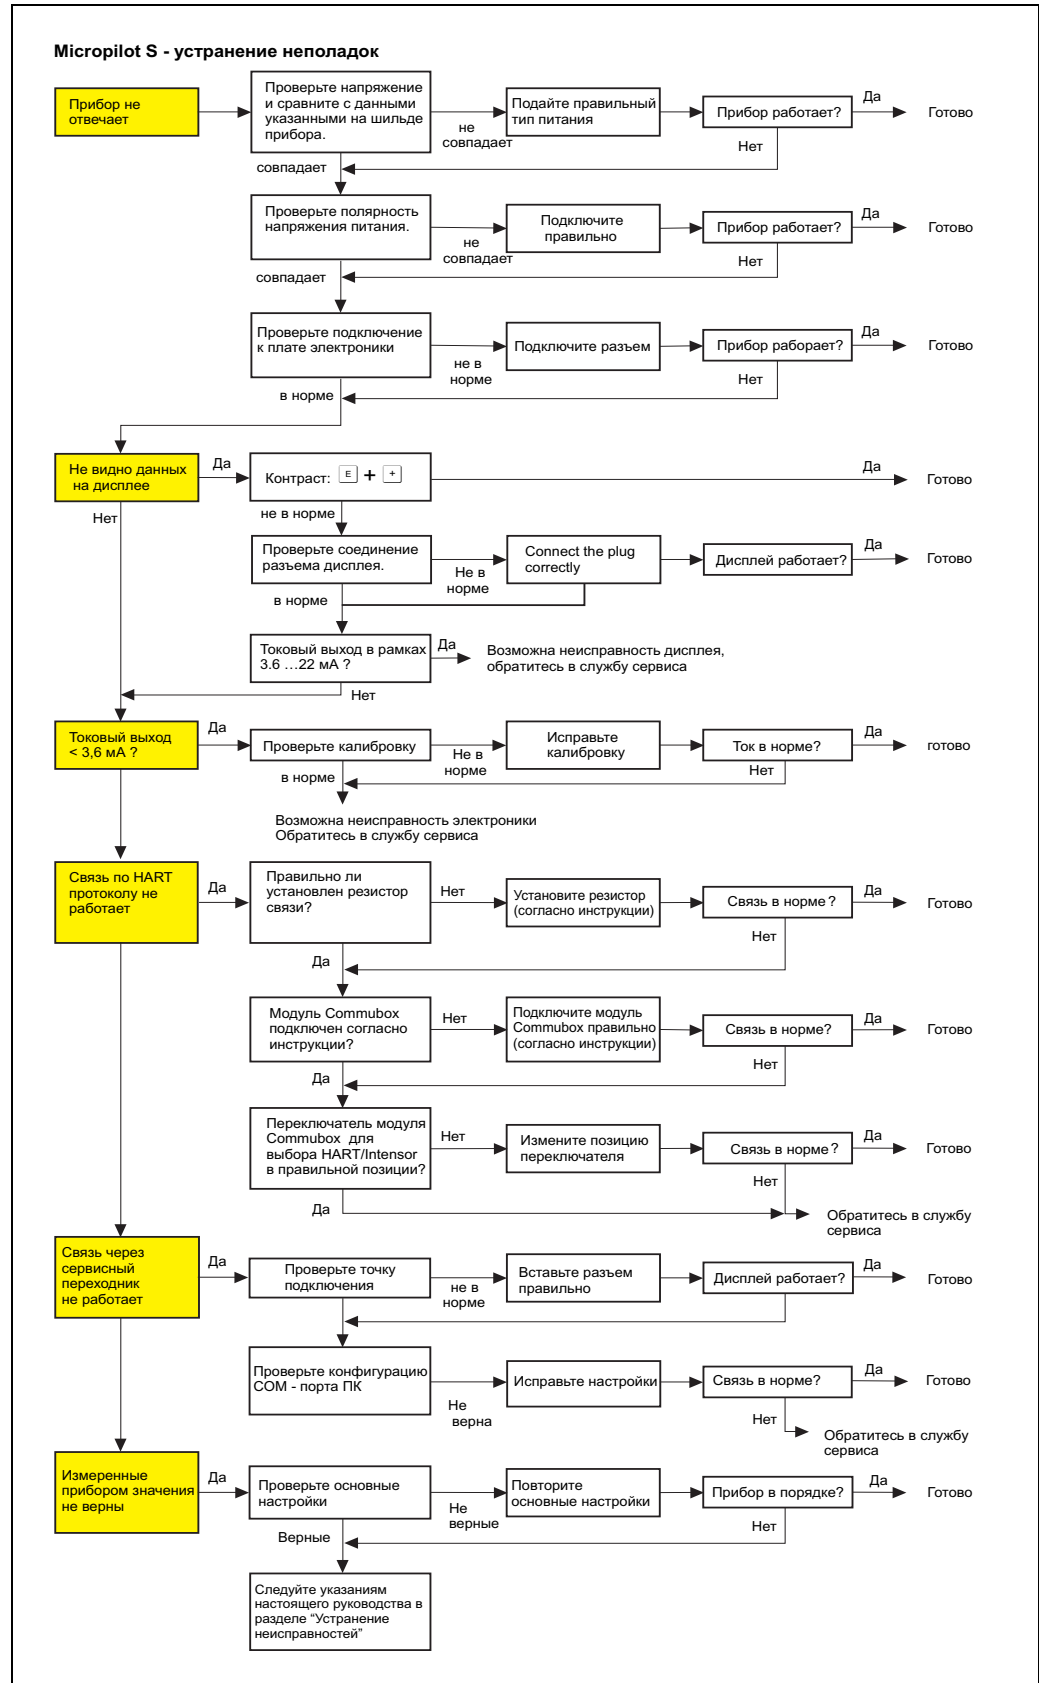 Micropilot S - устранение неполадок
Прибор не
отвечает
Проверьте напряжение
и сравните с данными
указанными на шильде
прибора.
не
совпадает
Подайте правильный
тип питания
Прибор работает?
Да
Готово
Нет
совпадает
Проверьте полярность
напряжения питания.
не
совпадает
Подключите
правильно
Прибор работает?
Да
Готово
Нет
совпадает
Проверьте подключение
к плате электроники
не в
норме
Подключите разъем
Прибор раборает?
Да
Готово
Нет
в норме
Не видно данных
на дисплее
Да
Контраст: E + +
Да
Готово
Нет
не в норме
Проверьте соединение
разъема дисплея.
Не в
норме
Connect the plug
correctly
Дисплей работает?
Да
Готово
в норме
Токовый выход в рамках
3.6 ...22 мА ?
Да
Возможна неисправность дисплея,
обратитесь в службу сервиса
Нет
Токовый выход
< 3,6 мА ?
Да
Проверьте калибровку
Не в
норме
Исправьте
калибровку
Ток в норме?
Да
готово
Нет
в норме
Возможна неисправность электроники
Обратитесь в службу сервиса
Связь по HART
протоколу не
работает
Да
Правильно ли
установлен резистор
связи?
Нет
Установите резистор
(согласно инструкции)
Связь в норме?
Да
Готово
Нет
Да
Модуль Commubox
подключен согласно
инструкции?
Нет
Подключите модуль
Commubox правильно
(согласно инструкции)
Связь в норме?
Да
Готово
Нет
Да
Переключатель модуля
Commubox для
выбора HART/Intensor
в правильной позиции?
Нет
Измените позицию
переключателя
Связь в норме?
Да
Готово
Нет
Да
Обратитесь в службу
сервиса
Связь через
сервисный
переходник
не работает
Да
Проверьте точку
подключения
не в
норме
Вставьте разъем
правильно
Дисплей работает?
Да
Готово
Проверьте конфигурацию
COM - порта ПК
Не
верна
Исправьте настройки
Связь в норме?
Да
Готово
Нет
Обратитесь в службу
сервиса
Измеренные
прибором значения
не верны
Да
Проверьте основные
настройки
Не
верные
Повторите
основные настройки
Прибор в порядке?
Да
Готово
Нет
Верные
Следуйте указаниям
настоящего руководства в
разделе “Устранение
неисправностей”